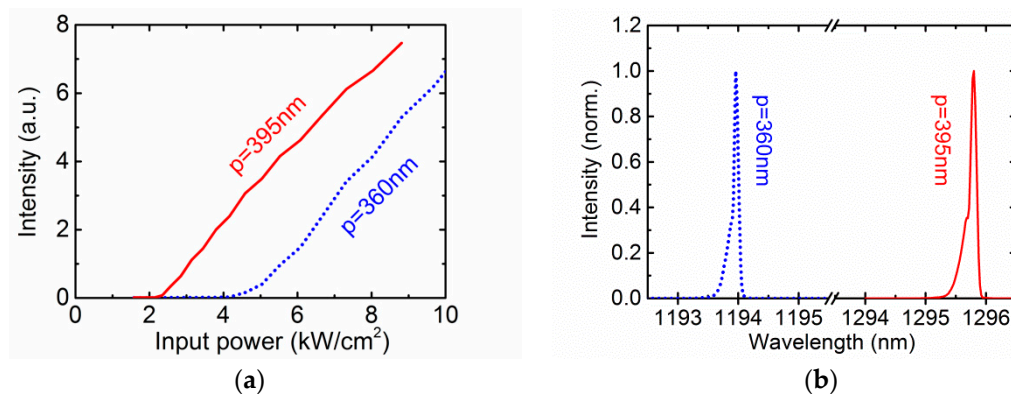 8
6
4
2
0
Intensity (a.u.)
p=395nm
p=360nm
0 2 4 6 8 10
Input power (kW/cm²)
(a)
1.2
1.0
0.8
0.6
0.4
0.2
0.0
Intensity (norm.)
p=360nm
p=395nm
1193 1194 1195 1294 1295 1296
Wavelength (nm)
(b)